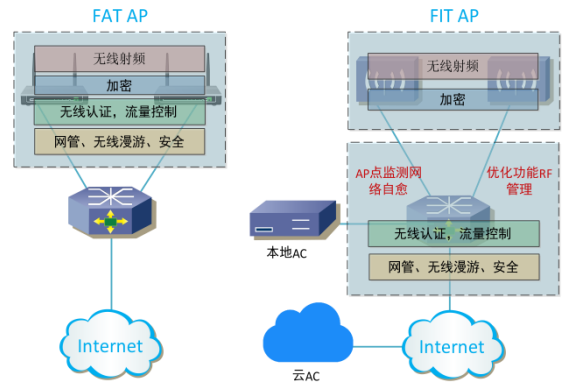 FAT AP
无线射频
加密
无线认证，流量控制
网管、无线漫游、安全
Internet
FIT AP
无线射频
加密
AP点监测网
络自愈
优化功能RF
管理
无线认证，流量控制
网管、无线漫游、安全
本地AC
云AC
Internet